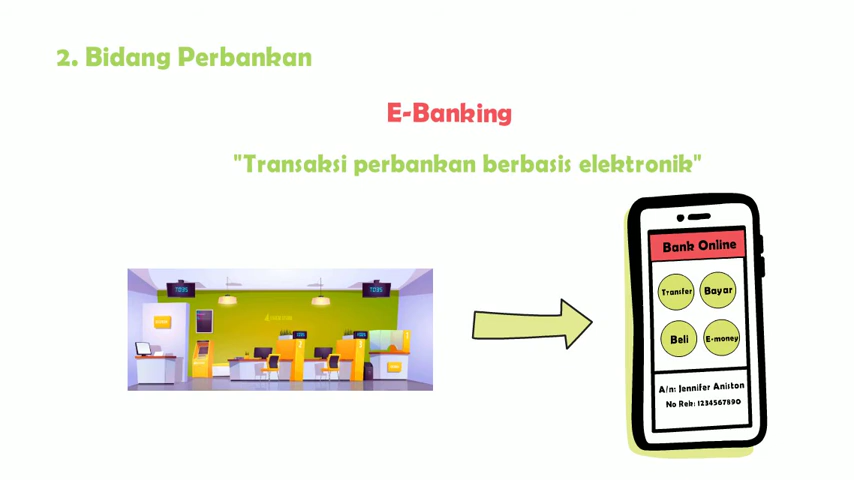 2. Bidang Perbankan
E-Banking
"Transaksi perbankan berbasis elektronik"
Bank Online
Transfer
Bayar
Beli
E-money
A/n: Jennifer Aniston
No Rek: 1234567890